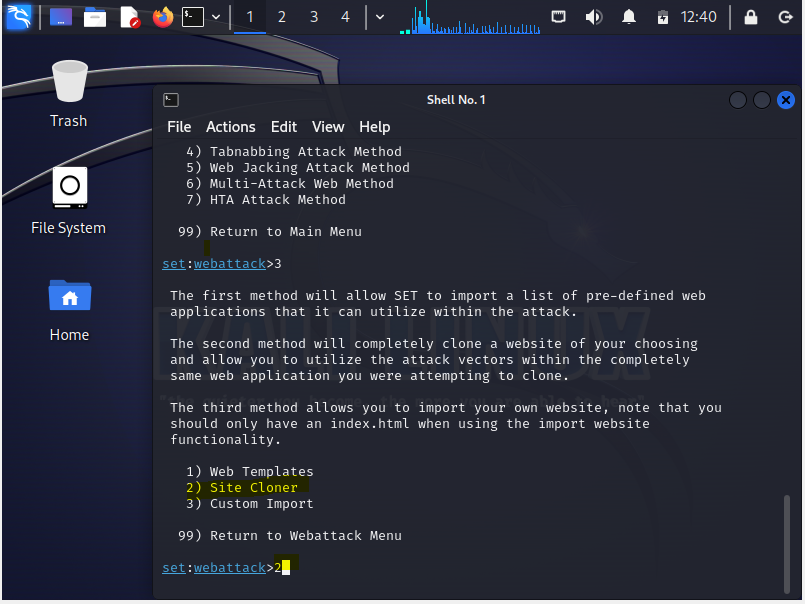 1 2 3 4 12:40
Trash
File System
Home
Shell No. 1
File Actions Edit View Help
4) Tabnabbing Attack Method
5) Web Jacking Attack Method
6) Multi-Attack Web Method
7) HTA Attack Method
99) Return to Main Menu
set:webattack>3
The first method will allow SET to import a list of pre-defined web
applications that it can utilize within the attack.
The second method will completely clone a website of your choosing
and allow you to utilize the attack vectors within the completely
same web application you were attempting to clone.
The third method allows you to import your own website, note that you
should only have an index.html when using the import website
functionality.
1) Web Templates
2) Site Cloner
3) Custom Import
99) Return to Webattack Menu
set:webattack>2
KALI LINUX